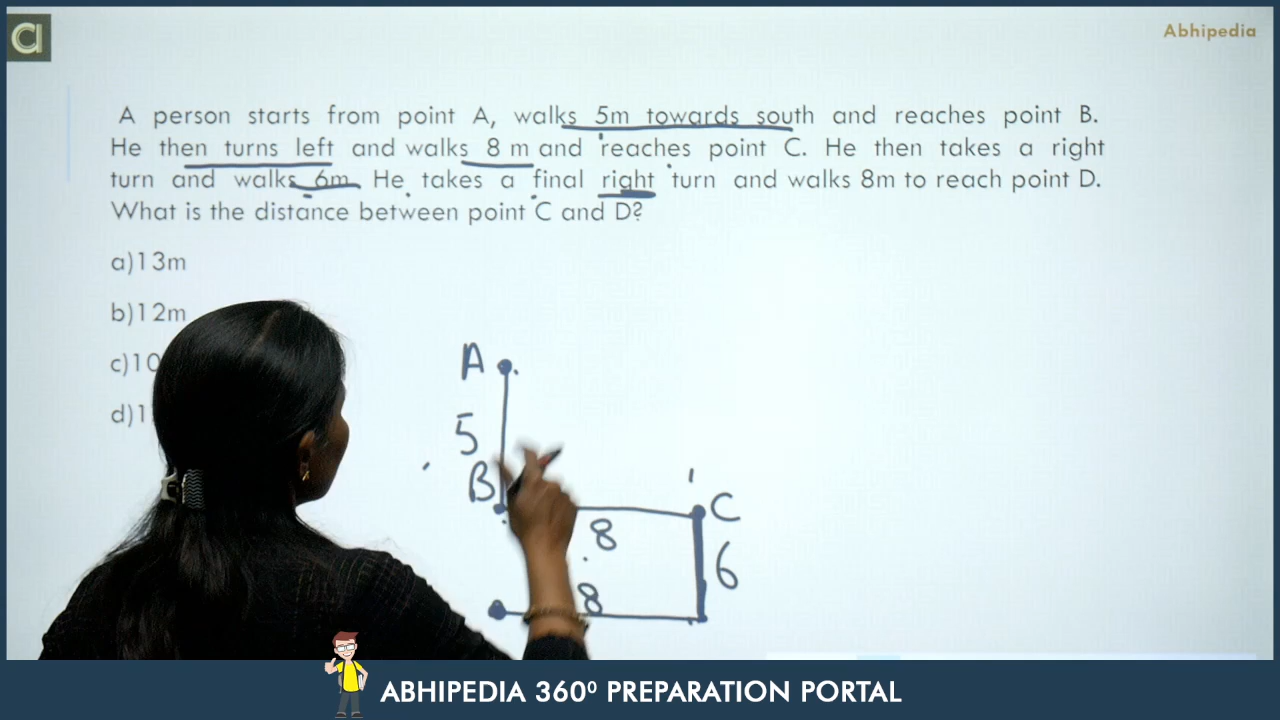 Abhipedia
A person starts from point A, walks 5m towards south and reaches point B.
He then turns left and walks 8 m and reaches point C. He then takes a right
turn and walks 6m. He takes a final right turn and walks 8m to reach point D.
What is the distance between point C and D?
a)13m
b)12m
c)10
d)1
A
5
B
C
8
6
8
ABHIPEDIA 360⁰ PREPARATION PORTAL